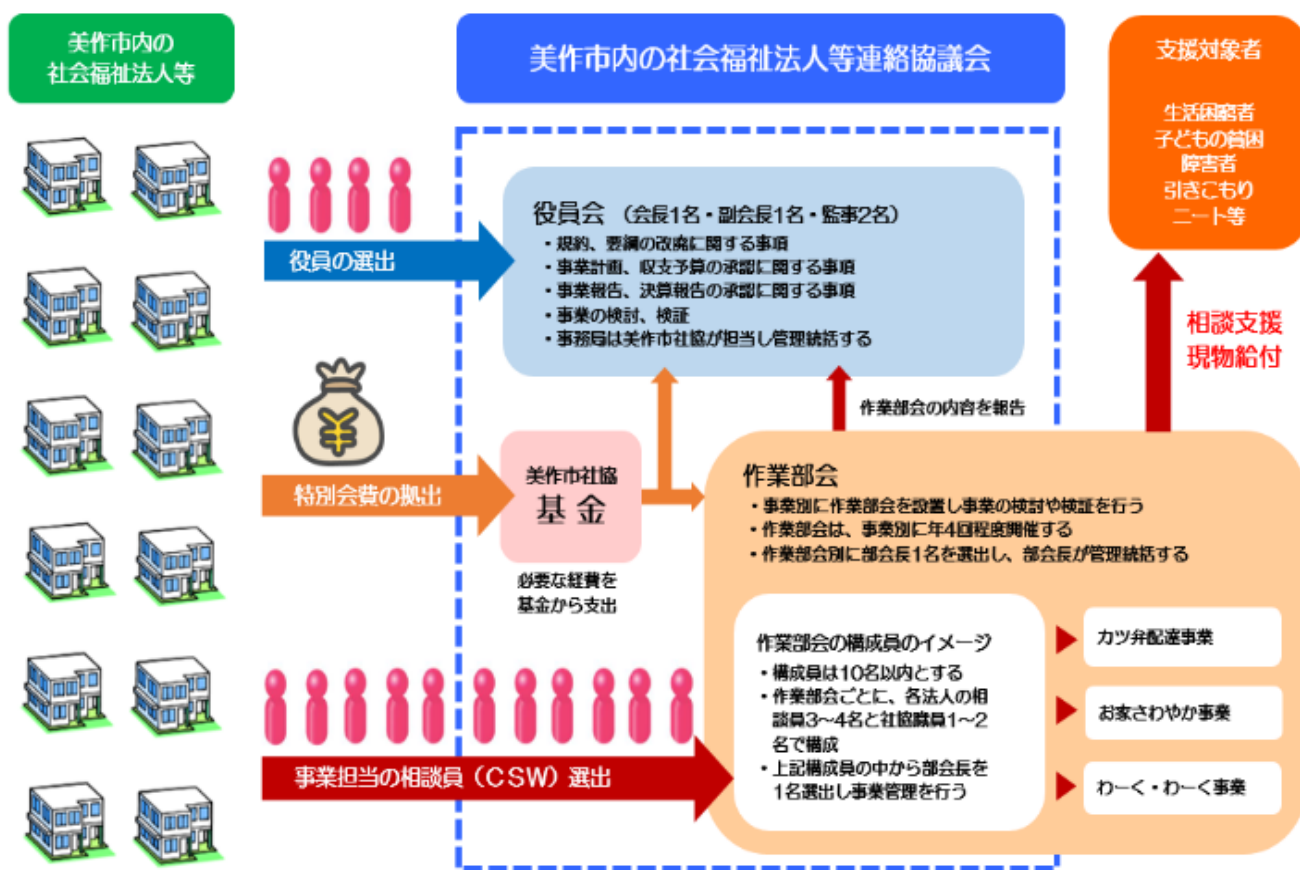 美作市内の
社会福祉法人等
美作市内の社会福祉法人等連絡協議会
支援対象者
生活困窮者
子どもの貧困
障害者
引きこもり
ニート等
役員の選出
役員会 (会長1名・副会長1名・監事2名)
・規約、要綱の改廃に関する事項
・事業計画、収支予算の承認に関する事項
・事業報告、決算報告の承認に関する事項
・事業の検討、検証
・事務局は美作市社協が担当し管理統括する
相談支援
現物給付
作業部会の内容を報告
¥
特別会費の拠出
美作市社協
基金
必要な経費を
基金から支出
作業部会
・事業別に作業部会を設置し事業の検討や検証を行う
・作業部会は、事業別に年4回程度開催する
・作業部会別に部会長1名を選出し、部会長が管理統括する
事業担当の相談員(CSW)選出
作業部会の構成員のイメージ
・構成員は10名以内とする
・作業部会ごとに、各法人の相
談員3~4名と社協職員1~2
名で構成
・上記構成員の中から部会長を
1名選出し事業管理を行う
カツ弁配達事業
お家さわやか事業
わーく・わーく事業